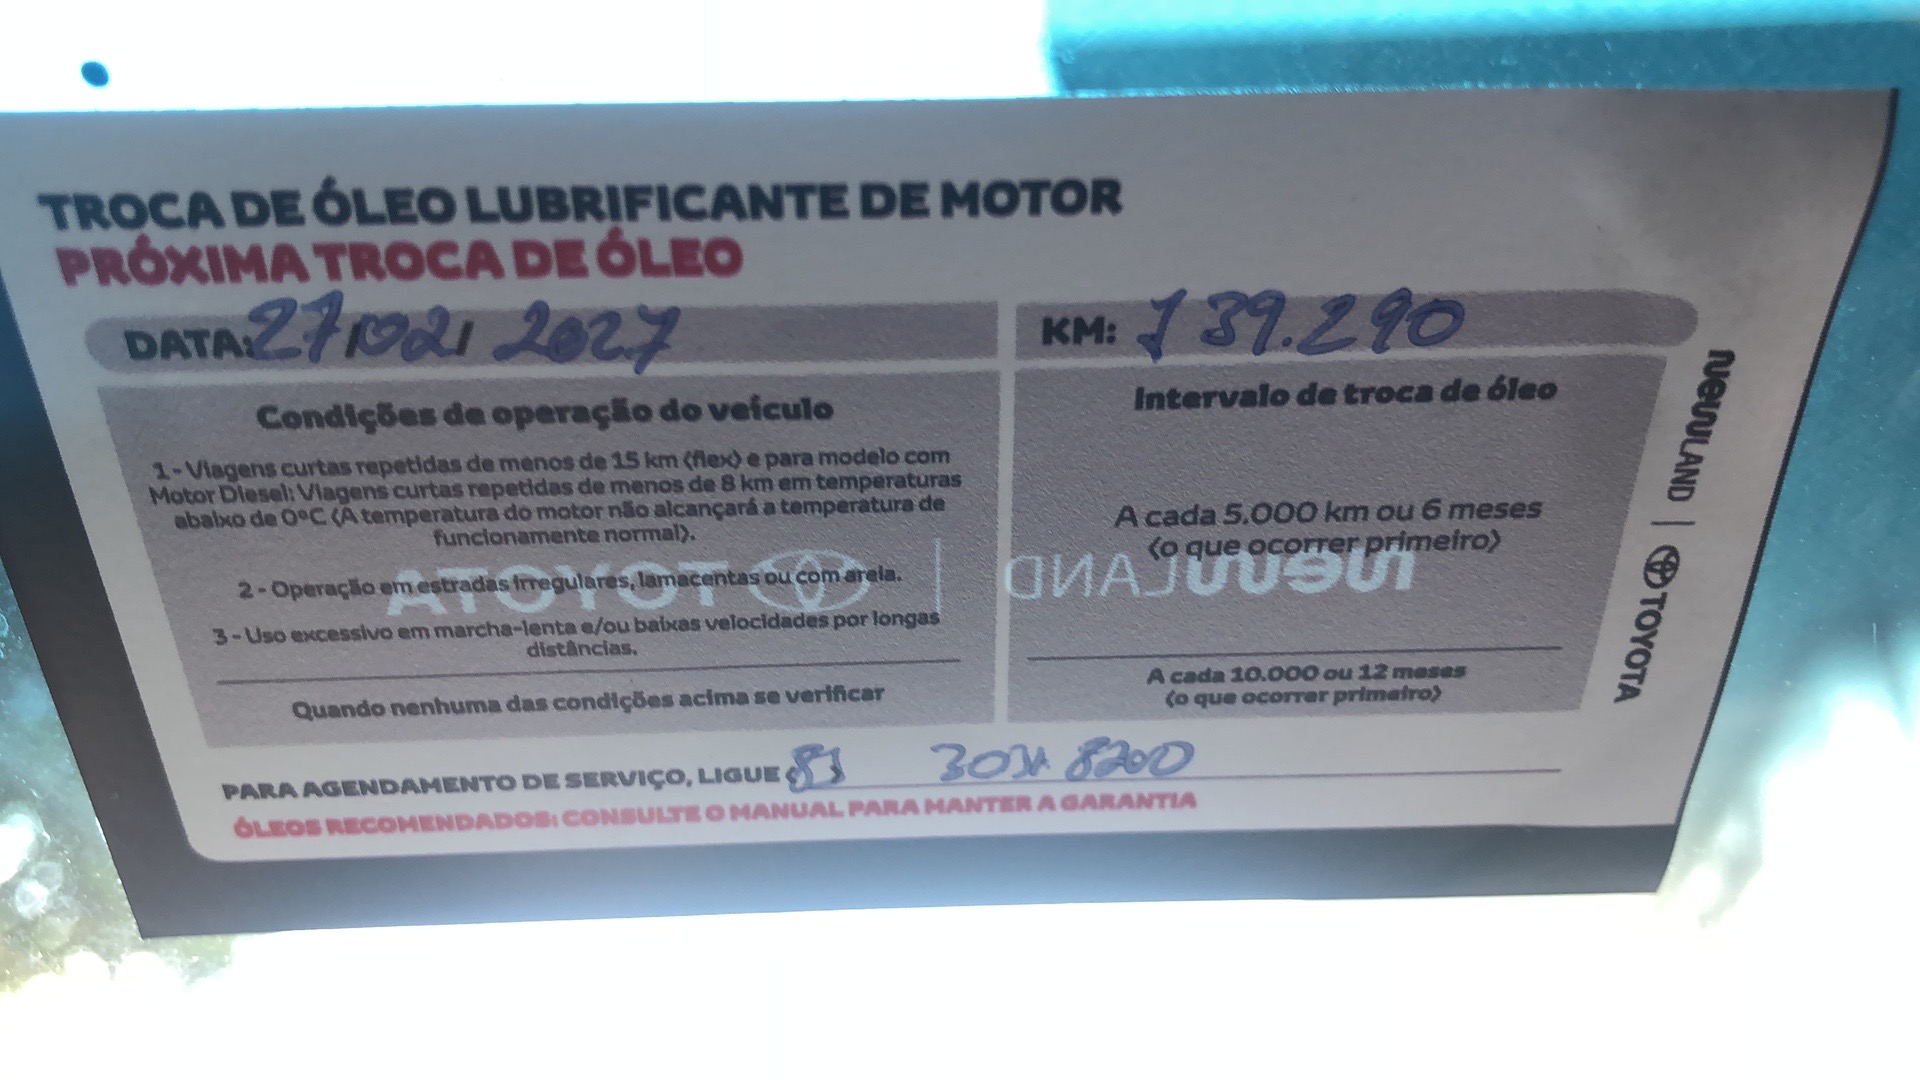 TROCA DE ÓLEO LUBRIFICANTE DE MOTOR
PRÓXIMA TROCA DE ÓLEO
DATA: 27/02/2027
KM: 139.290
Condições de operação do veículo
1 - Viagens curtas repetidas de menos de 15 km (flex) e para modelo com
Motor Diesel: Viagens curtas repetidas de menos de 8 km em temperaturas
abaixo de 0°C (A temperatura do motor não alcançará a temperatura de
funcionamente normal).
2 - Operação em estradas irregulares, lamacentas ou com areia.
3 - Uso excessivo em marcha-lenta e/ou baixas velocidades por longas
distâncias.
Quando nenhuma das condições acima se verificar
Intervalo de troca de óleo
A cada 5.000 km ou 6 meses
(o que ocorrer primeiro)
A cada 10.000 ou 12 meses
(o que ocorrer primeiro)
PARA AGENDAMENTO DE SERVIÇO, LIGUE (81) 8200
ÓLEOS RECOMENDADOS: CONSULTE O MANUAL PARA MANTER A GARANTIA
newLAND | TOYOTA
newLAND | TOYOTA